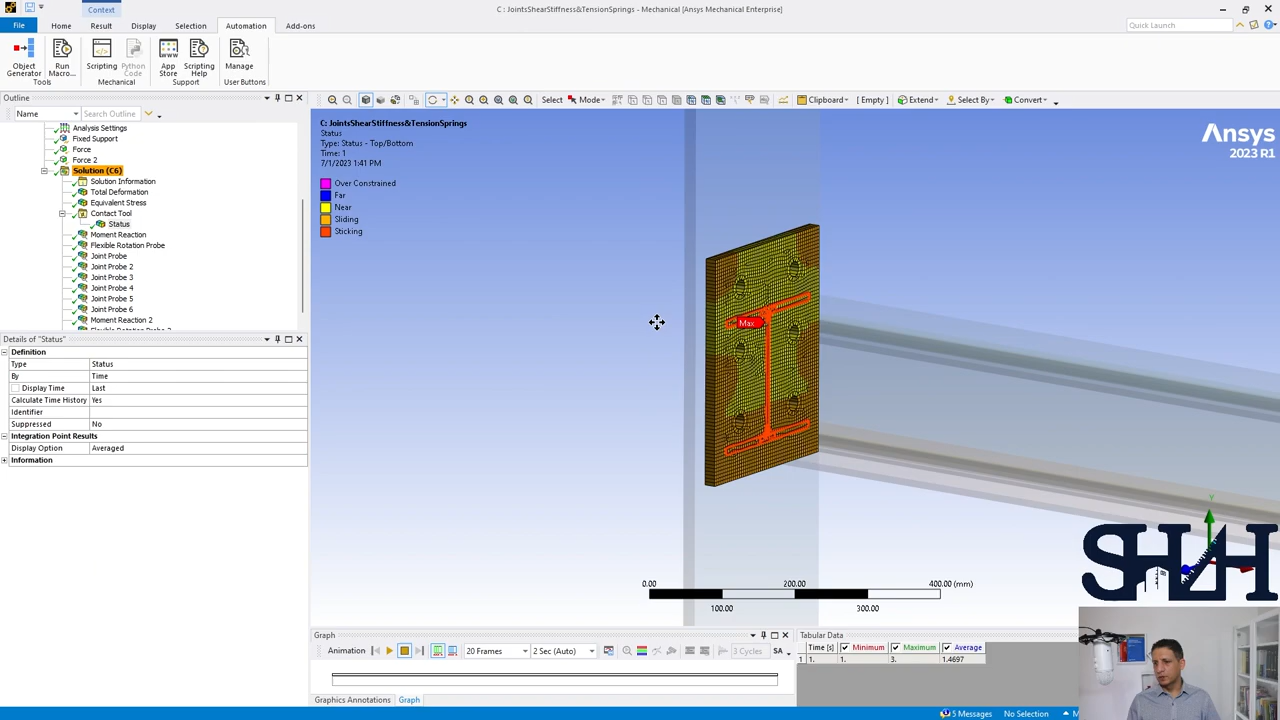 Context
C : JointsShearStiffness&TensionSprings - Mechanical [Ansys Mechanical Enterprise]
File
Home
Result
Display
Selection
Automation
Add-ons
Quick Launch
Object
Generator
Run
Macro...
Scripting
Python
Code
App
Store
Scripting
Help
Manage
Tools
Mechanical
Support
User Buttons
Outline
Select
Mode
Clipboard
[ Empty ]
Extend
Select By
Convert
Name
Search Outline
Analysis Settings
Fixed Support
Force
Force 2
Solution (C6)
Solution Information
Total Deformation
Equivalent Stress
Contact Tool
Status
Moment Reaction
Flexible Rotation Probe
Joint Probe
Joint Probe 2
Joint Probe 3
Joint Probe 4
Joint Probe 5
Joint Probe 6
Moment Reaction 2
Flexible Rotation Probe 2
Details of "Status"
Definition
Type Status
By Time
Display Time Last
Calculate Time History Yes
Identifier
Suppressed No
Integration Point Results
Display Option Averaged
Information
C: JointsShearStiffness&TensionSprings
Status
Type: Status - Top/Bottom
Time: 1
7/1/2023 1:41 PM
Over Constrained
Far
Near
Sliding
Sticking
Ansys
2023 R1
Max
Y
0.00 200.00 400.00 (mm)
100.00 300.00
Graph
Animation
20 Frames
2 Sec (Auto)
3 Cycles
Graphics Annotations
Graph
Tabular Data
Time [s] Minimum Maximum Average
1 1. 1. 3. 1.4697
5 Messages
No Selection